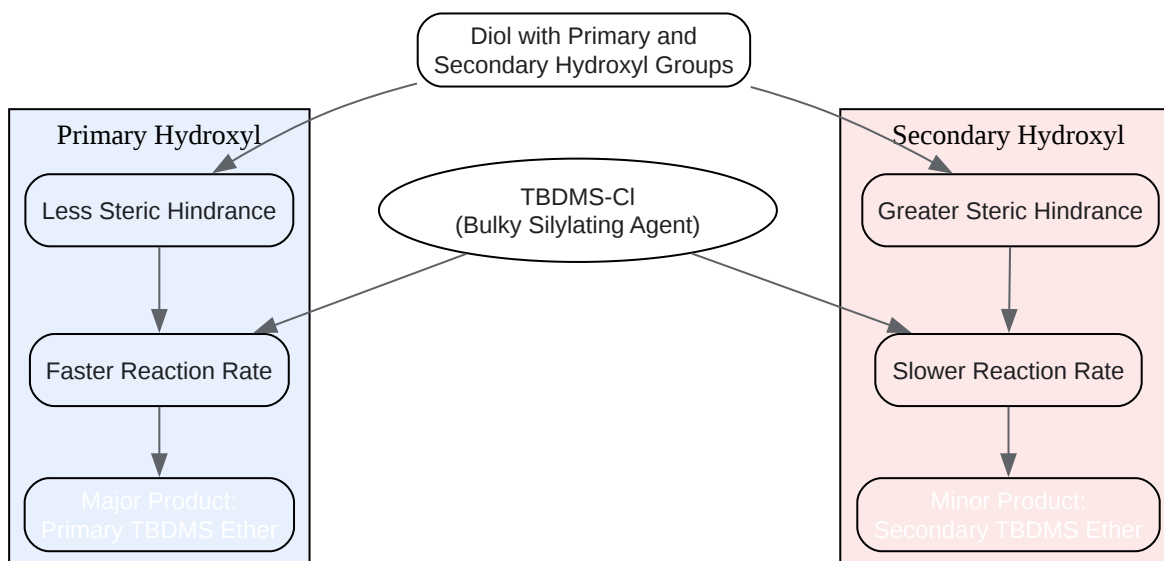 Diol with Primary and
Secondary Hydroxyl Groups
Primary Hydroxyl
Secondary Hydroxyl
Less Steric Hindrance
TBDMS-Cl
(Bulky Silylating Agent)
Greater Steric Hindrance
Faster Reaction Rate
Slower Reaction Rate
Major Product:
Primary TBDMS Ether
Minor Product:
Secondary TBDMS Ether